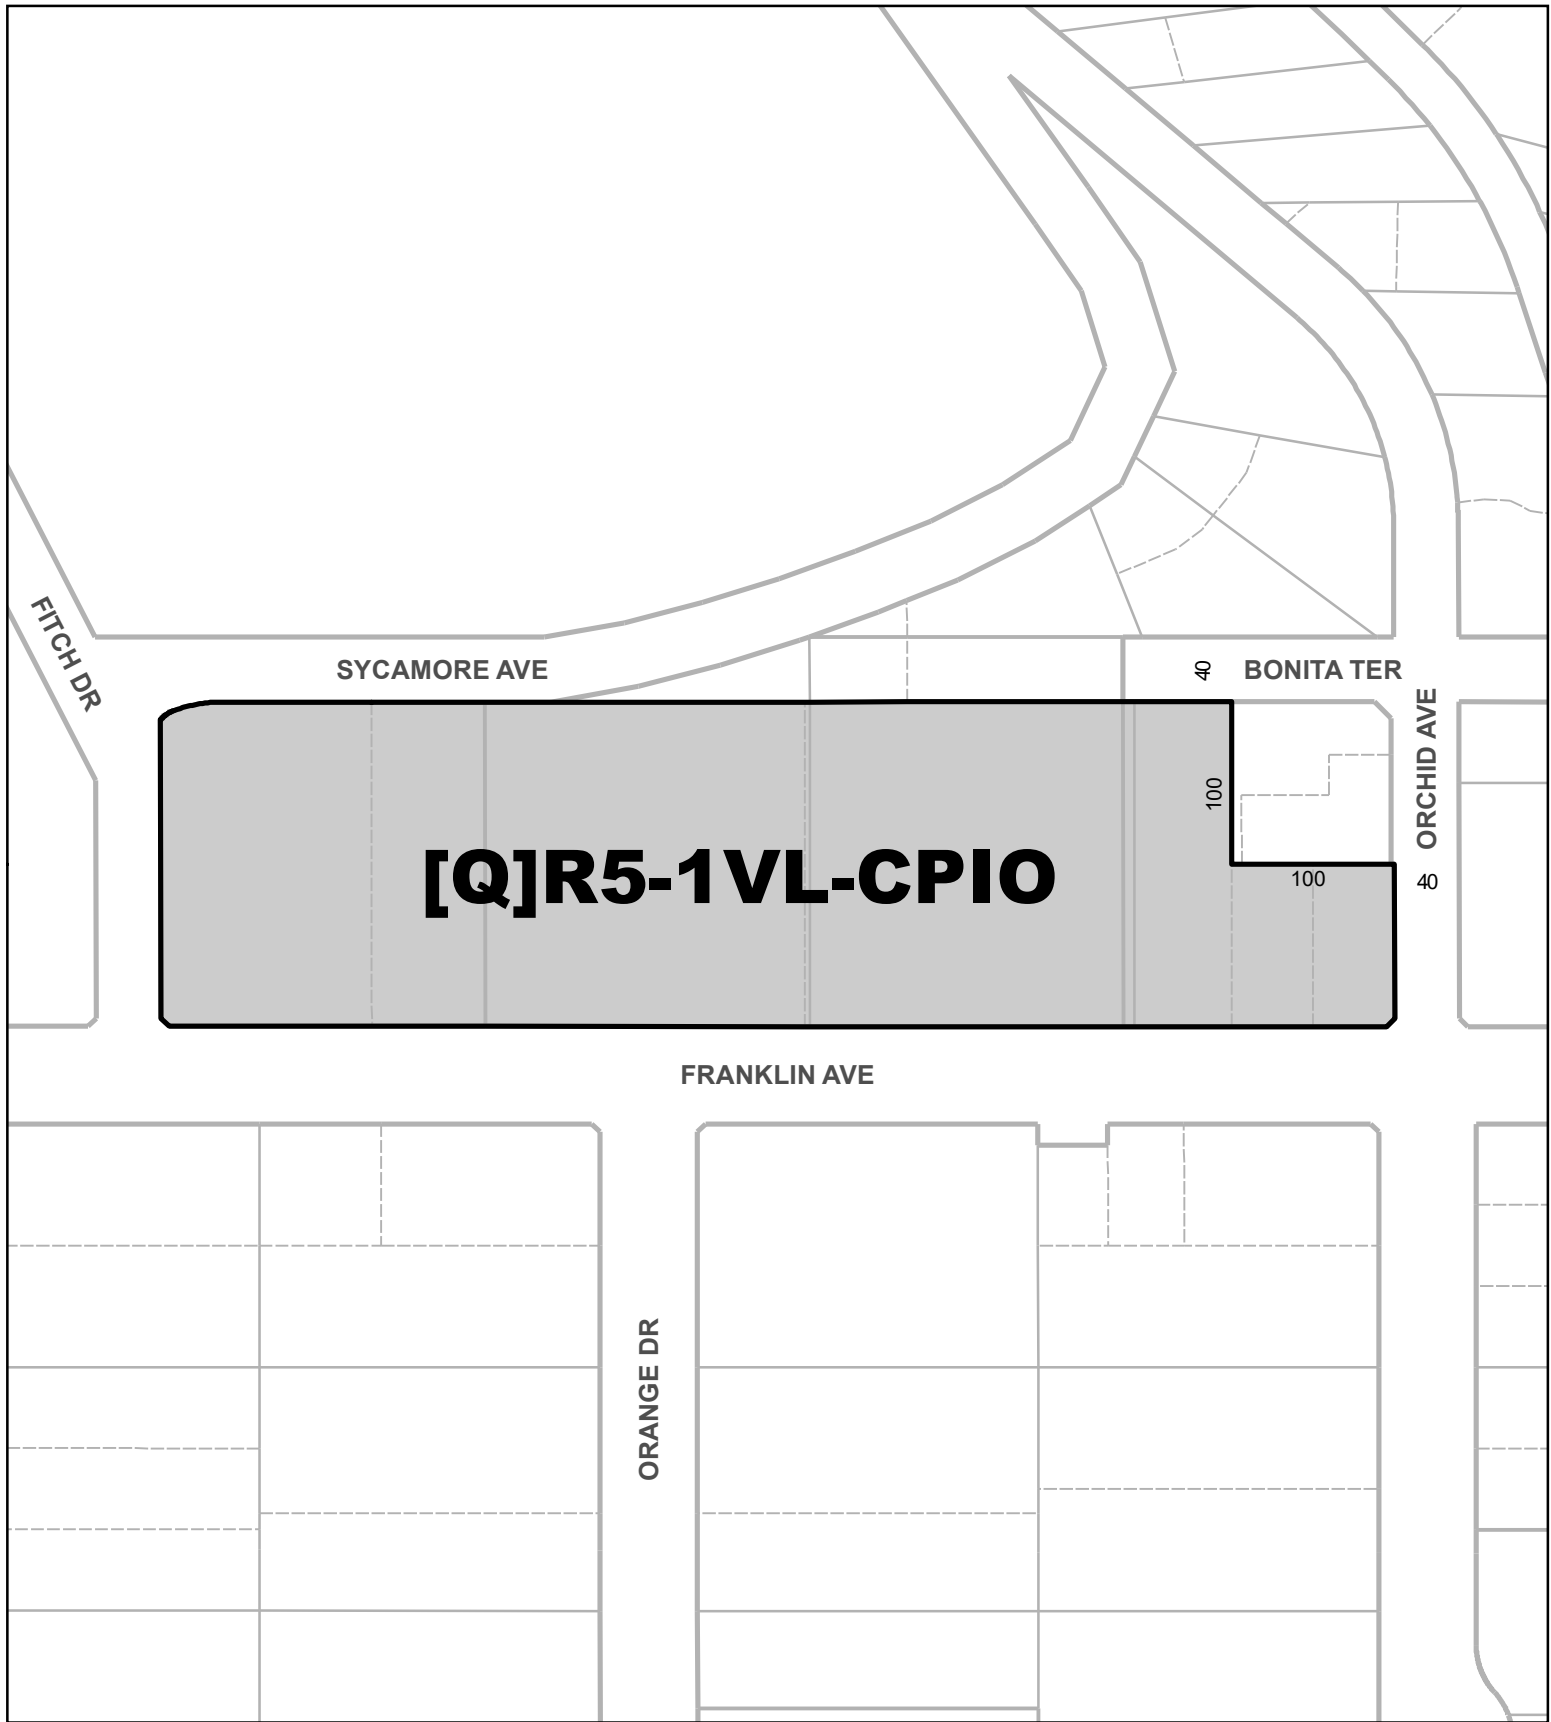 FITCH DR
SYCAMORE AVE
40
BONITA TER
ORCHID AVE
100
[Q]R5-1VL-CPIO
100
40
FRANKLIN AVE
ORANGE DR